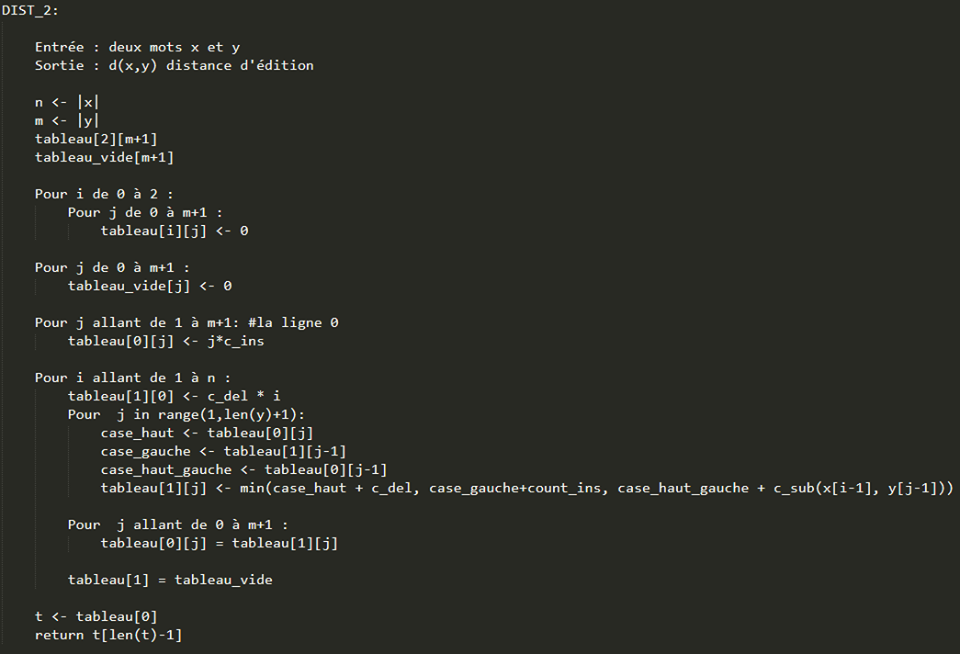 DIST_2:
Entrée : deux mots x et y
Sortie : d(x,y) distance d'édition
n <- |x|
m <- |y|
tableau[2][m+1]
tableau_vide[m+1]
Pour i de 0 à 2 :
Pour j de 0 à m+1 :
tableau[i][j] <- 0
Pour j de 0 à m+1 :
tableau_vide[j] <- 0
Pour j allant de 1 à m+1: #la ligne 0
tableau[0][j] <- j*c_ins
Pour i allant de 1 à n :
tableau[1][0] <- c_del * i
Pour  j in range(1,len(y)+1):
case_haut <- tableau[0][j]
case_gauche <- tableau[1][j-1]
case_haut_gauche <- tableau[0][j-1]
tableau[1][j] <- min(case_haut + c_del, case_gauche+count_ins, case_haut_gauche + c_sub(x[i-1], y[j-1]))
Pour  j allant de 0 à m+1 :
tableau[0][j] = tableau[1][j]
tableau[1] = tableau_vide
t <- tableau[0]
return t[len(t)-1]